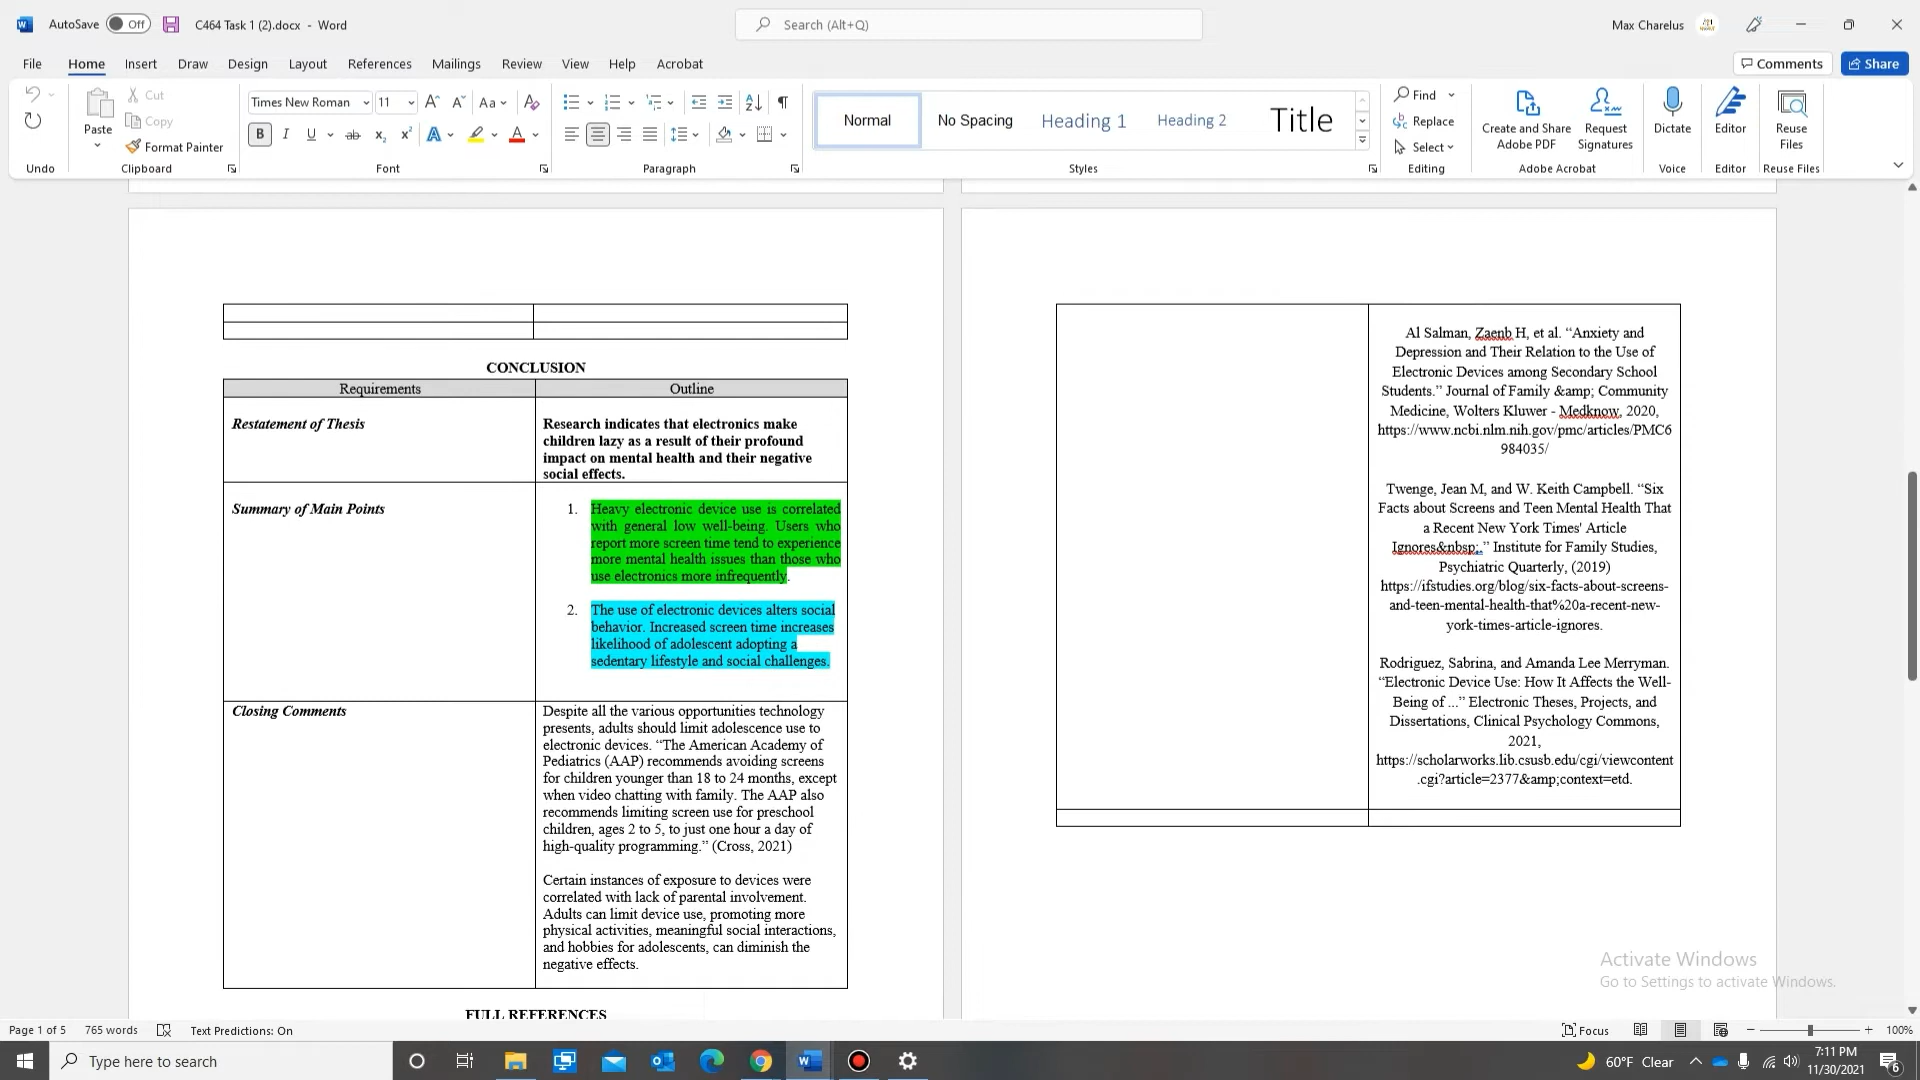 AutoSave Off C464 Task 1 (2).docx - Word Search (Alt+Q) Max Charelus
File Home Insert Draw Design Layout References Mailings Review View Help Acrobat Comments Share
Paste Cut Copy Format Painter
Times New Roman 11
Normal No Spacing Heading 1 Heading 2 Title
Find Replace Select
Create and Share Adobe PDF Request Signatures Dictate Editor Reuse Files
Undo Clipboard Font Paragraph Styles Editing Adobe Acrobat Voice Editor Reuse Files
CONCLUSION
Requirements Outline
Restatement of Thesis
Research indicates that electronics make
children lazy as a result of their profound
impact on mental health and their negative
social effects.
Summary of Main Points
1. Heavy electronic device use is correlated
with general low well-being. Users who
report more screen time tend to experience
more mental health issues than those who
use electronics more infrequently.
2. The use of electronic devices alters social
behavior. Increased screen time increases
likelihood of adolescent adopting a
sedentary lifestyle and social challenges.
Closing Comments
Despite all the various opportunities technology
presents, adults should limit adolescence use to
electronic devices. “The American Academy of
Pediatrics (AAP) recommends avoiding screens
for children younger than 18 to 24 months, except
when video chatting with family. The AAP also
recommends limiting screen use for preschool
children, ages 2 to 5, to just one hour a day of
high-quality programming.” (Cross, 2021)
Certain instances of exposure to devices were
correlated with lack of parental involvement.
Adults can limit device use, promoting more
physical activities, meaningful social interactions,
and hobbies for adolescents, can diminish the
negative effects.
FULL REFERENCES
Al Salman, Zaenb H, et al. “Anxiety and
Depression and Their Relation to the Use of
Electronic Devices among Secondary School
Students.” Journal of Family &amp; Community
Medicine, Wolters Kluwer - Medknow, 2020,
https://www.ncbi.nlm.nih.gov/pmc/articles/PMC6
984035/
Twenge, Jean M, and W. Keith Campbell. “Six
Facts about Screens and Teen Mental Health That
a Recent New York Times' Article
Ignores&nbsp;.” Institute for Family Studies,
Psychiatric Quarterly, (2019)
https://ifstudies.org/blog/six-facts-about-screens-
and-teen-mental-health-that%20a-recent-new-
york-times-article-ignores.
Rodriguez, Sabrina, and Amanda Lee Merryman.
“Electronic Device Use: How It Affects the Well-
Being of ...” Electronic Theses, Projects, and
Dissertations, Clinical Psychology Commons,
2021,
https://scholarworks.lib.csusb.edu/cgi/viewcontent
.cgi?article=2377&amp;context=etd.
Activate Windows
Go to Settings to activate Windows.
Page 1 of 5 765 words Text Predictions: On Focus 100%
Type here to search 60°F Clear 7:11 PM
11/30/2021 6